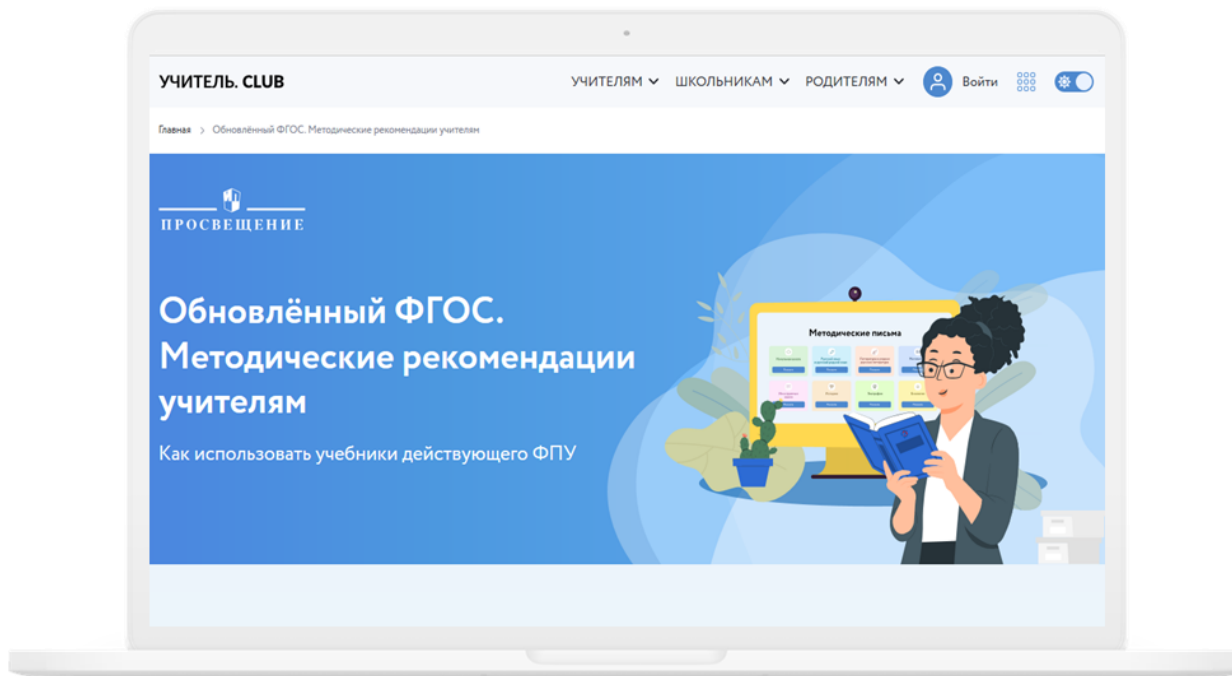 УЧИТЕЛЬ. CLUB
УЧИТЕЛЯМ ШКОЛЬНИКАМ РОДИТЕЛЯМ Войти
Главная > Обновлённый ФГОС. Методические рекомендации учителям
ПРОСВЕЩЕНИЕ
Обновлённый ФГОС.
Методические рекомендации
учителям
Как использовать учебники действующего ФПУ
Методические письма